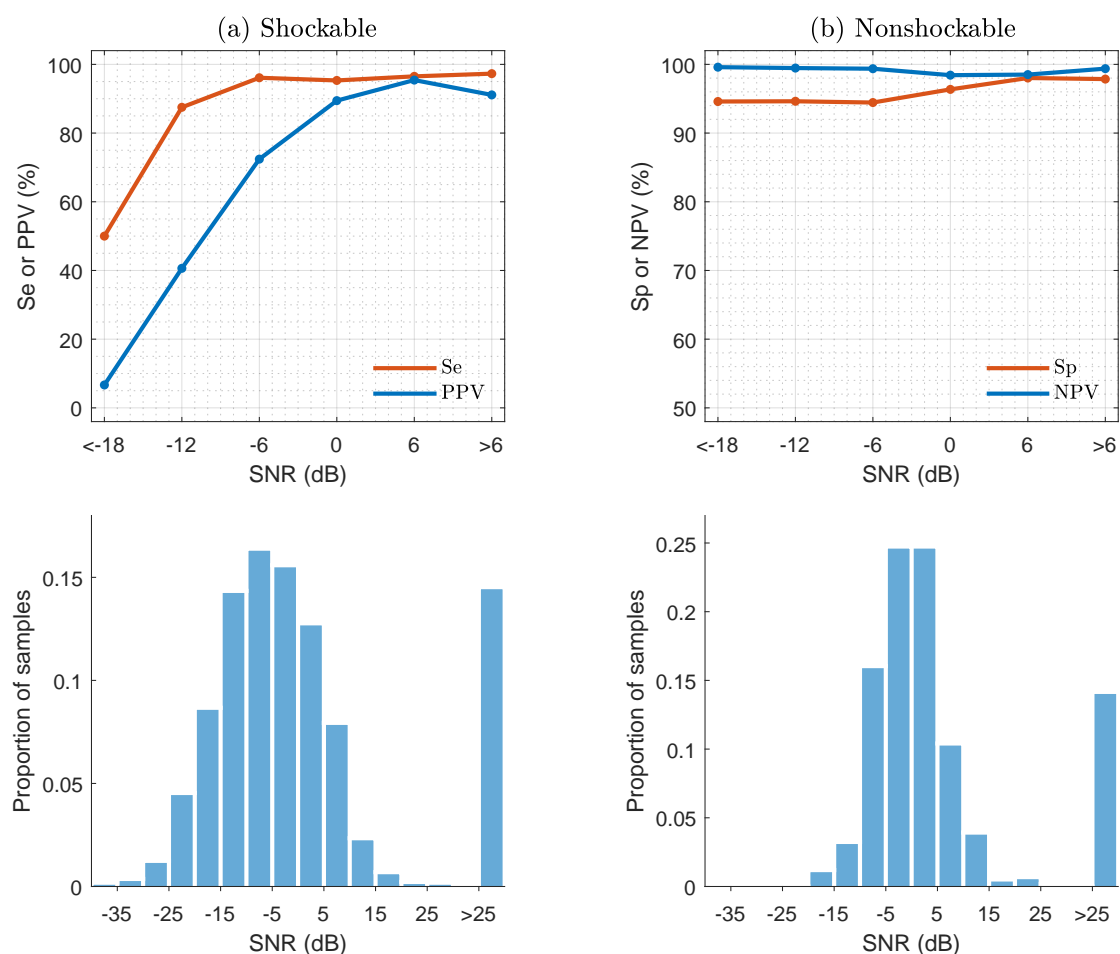 (a) Shockable
100
80
60
40
20
0
Se or PPV (%)
Se
PPV
<-18 -12 -6 0 6 >6
SNR (dB)
(b) Nonshockable
100
90
80
70
60
50
Sp or NPV (%)
Sp
NPV
<-18 -12 -6 0 6 >6
SNR (dB)
0.15
0.1
0.05
0
Proportion of samples
-35 -25 -15 -5 5 15 >25
SNR (dB)
0.25
0.2
0.15
0.1
0.05
0
Proportion of samples
-35 -25 -15 -5 5 15 25 >25
SNR (dB)